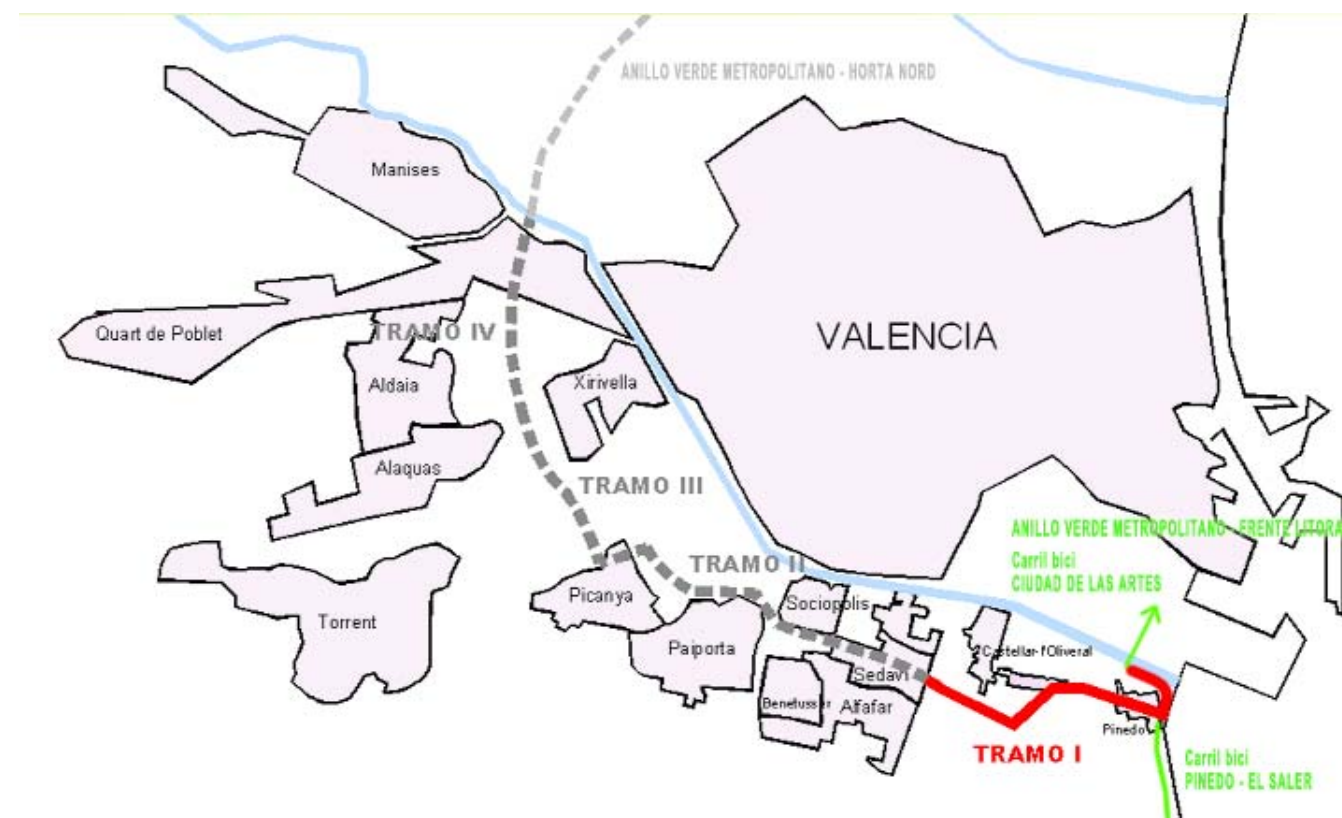 ANILLO VERDE METROPOLITANO - HORTA NORD
Manises
Quart de Poblet
TRAMO IV
VALENCIA
Aldaia
Xirivella
Alaquas
TRAMO III
ANILLO VERDE METROPOLITANO - FRENTE LITORA
Carril bici
CIUDAD DE LAS ARTES
TRAMO II
Picanya
Sociopolis
Torrent
Paiporta
Castellar-l'Oliveral
Sedaví
Benetusser
Alfafar
Pinedo
TRAMO I
Carril bici
PINEDO - EL SALER